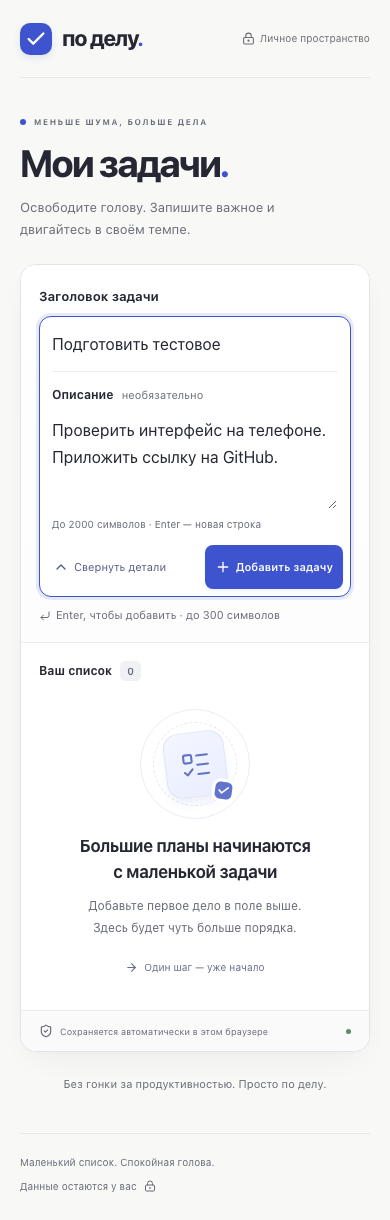 по делу.
Личное пространство
МЕНЬШЕ ШУМА, БОЛЬШЕ ДЕЛА
Мои задачи.
Освободите голову. Запишите важное и
двигайтесь в своём темпе.
Заголовок задачи
Подготовить тестовое
Описание необязательно
Проверить интерфейс на телефоне.
Приложить ссылку на GitHub.
До 2000 символов · Enter — новая строка
Свернуть детали
Добавить задачу
Enter, чтобы добавить · до 300 символов
Ваш список 0
Большие планы начинаются
с маленькой задачи
Добавьте первое дело в поле выше.
Здесь будет чуть больше порядка.
Один шаг — уже начало
Сохраняется автоматически в этом браузере
Без гонки за продуктивностью. Просто по делу.
Маленький список. Спокойная голова.
Данные остаются у вас